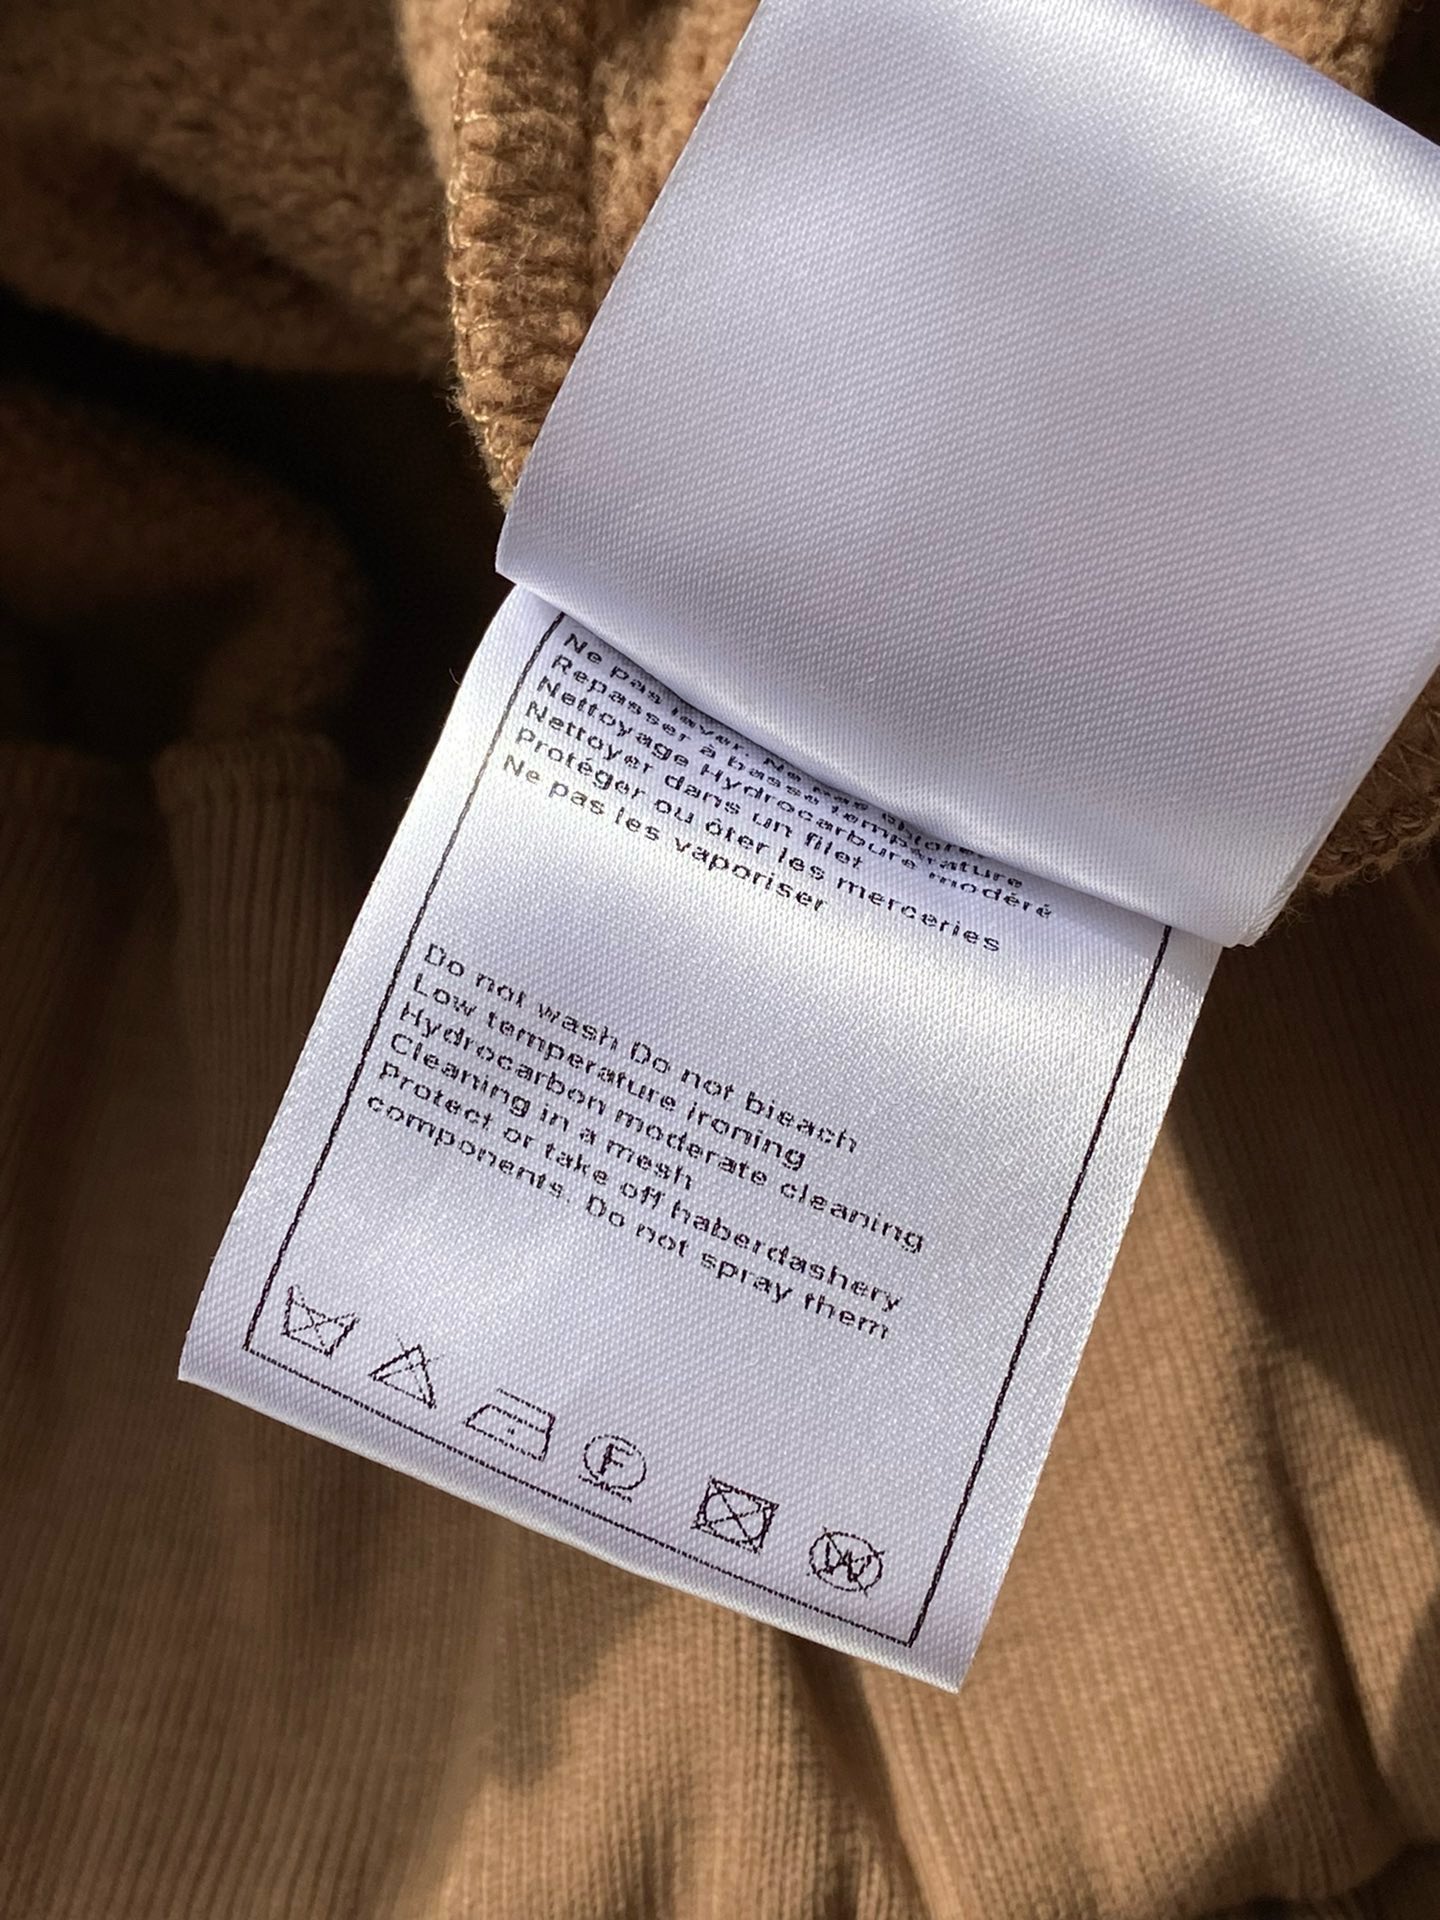 Ne pas laver. Ne pas chlorer
Repasser à basse température
Nettoyage Hydrocarbure modéré
Nettoyer dans un filet
Protéger ou ôter les merceries
Ne pas les vaporiser
Do not wash Do not bleach
Low temperature ironing
Hydrocarbon moderate cleaning
Cleaning in a mesh
Protect or take off haberdashery
components. Do not spray them
F
W